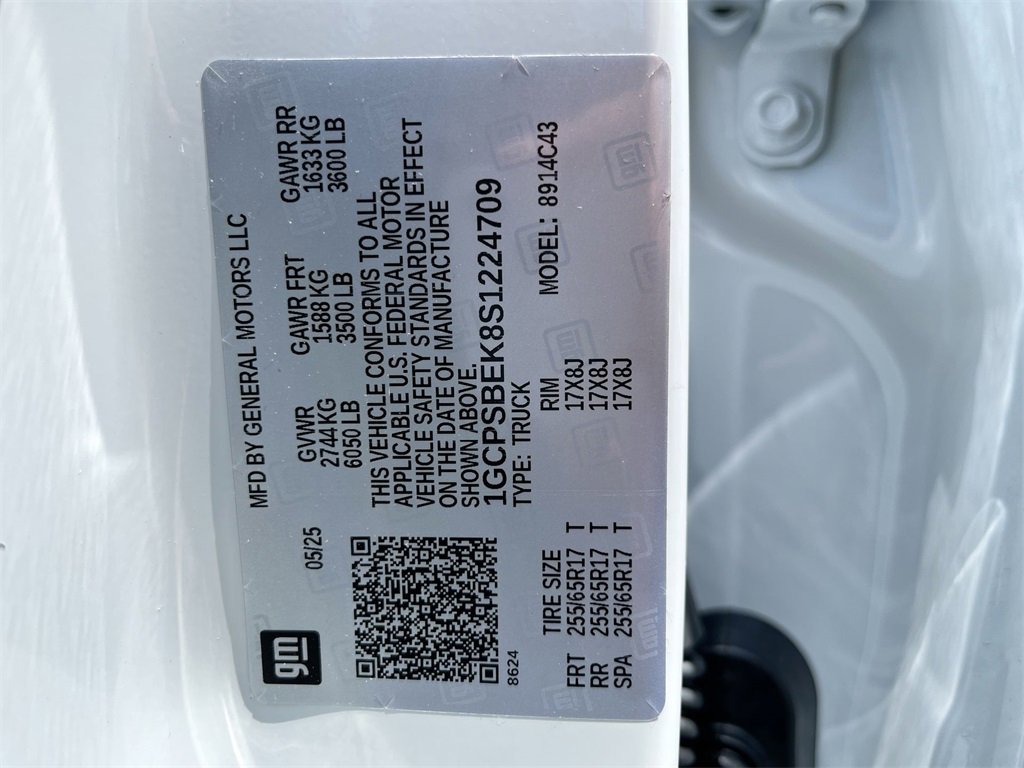 gm
05/25
MFD BY GENERAL MOTORS LLC
GVWR GAWR FRT GAWR RR
2744 KG 1588 KG 1633 KG
6050 LB 3500 LB 3600 LB
THIS VEHICLE CONFORMS TO ALL
APPLICABLE U.S. FEDERAL MOTOR
VEHICLE SAFETY STANDARDS IN EFFECT
ON THE DATE OF MANUFACTURE
SHOWN ABOVE.
1GCPSBEK8S1224709
TYPE: TRUCK
8624
MODEL: 8914C43
TIRE SIZE RIM
FRT 255/65R17 T 17X8J
RR 255/65R17 T 17X8J
SPA 255/65R17 T 17X8J